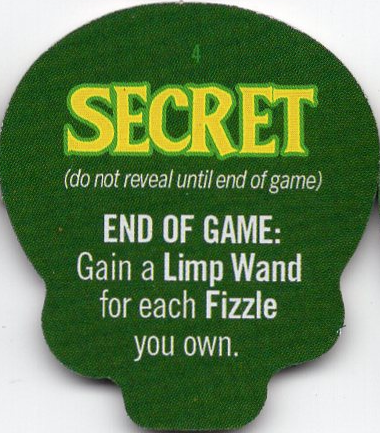 4
SECRET
(do not reveal until end of game)
END OF GAME:
Gain a Limp Wand
for each Fizzle
you own.